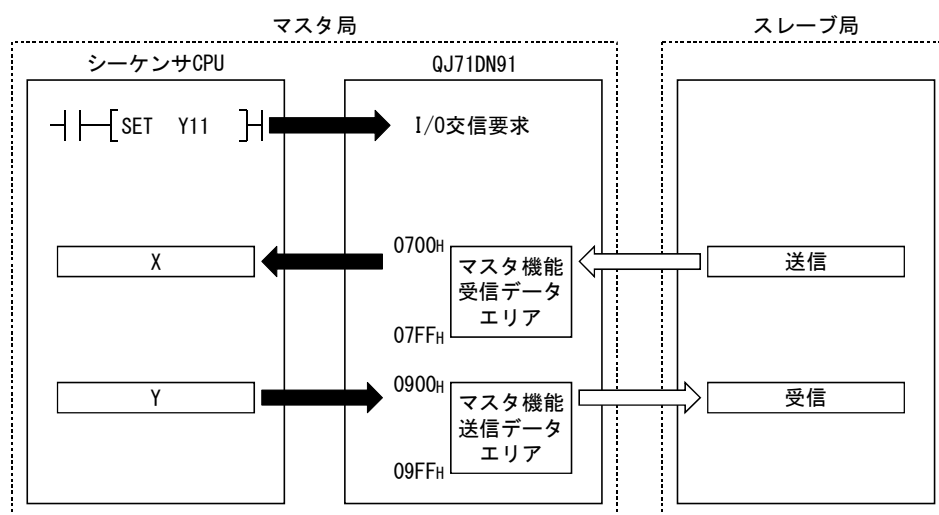 マスタ局
スレーブ局
シーケンサCPU
QJ71DN91
SET Y11
I/O交信要求
X
0700H
マスタ機能
受信データ
エリア
07FFH
送信
Y
0900H
マスタ機能
送信データ
エリア
09FFH
受信